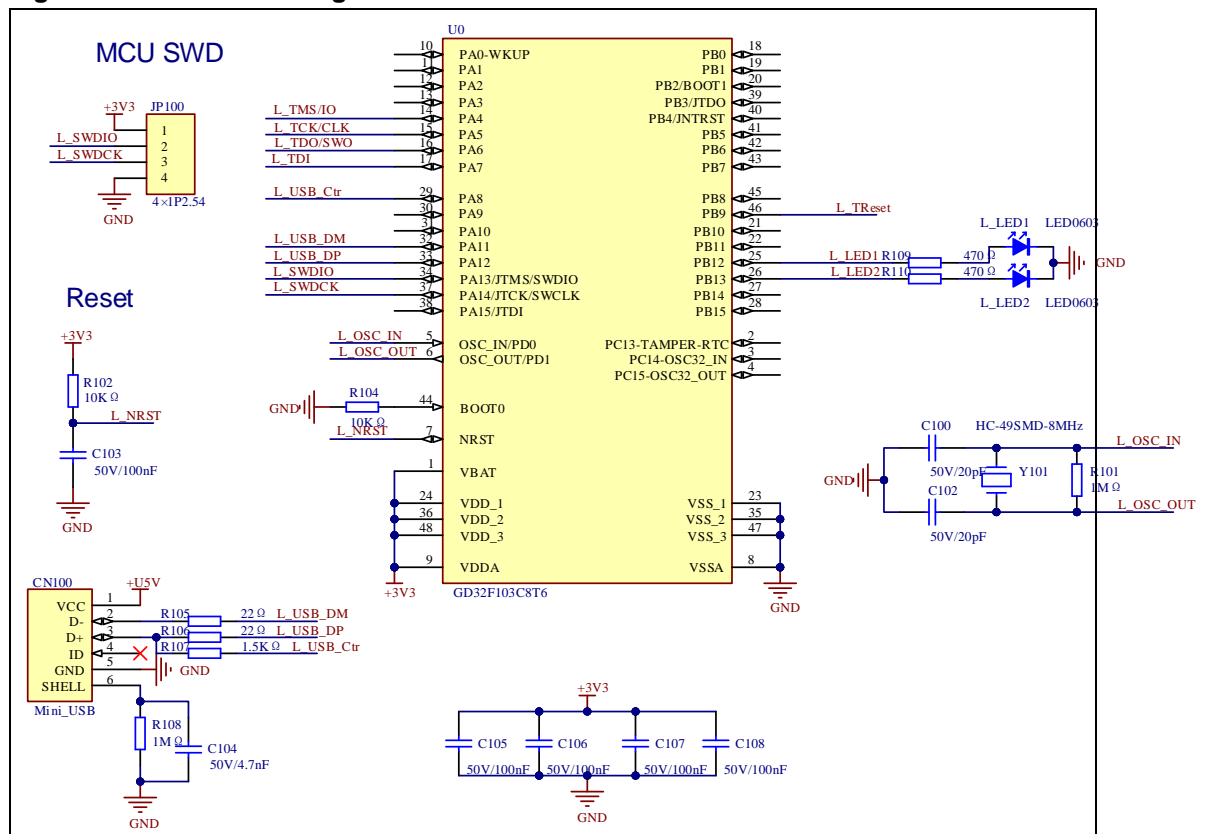 MCU SWD
+3V3
JP100
1
L_SWDIO
2
L_SWDCK
3
4
4×1P2.54
GND
Reset
+3V3
R102
10KΩ
L_NRST
C103
50V/100nF
GND
CN100
+U5V
VCC 1
D- 2
D+ 3
ID 4
GND 5
SHELL 6
Mini_USB
R105 22Ω L_USB_DM
R106 22Ω L_USB_DP
R107 1.5KΩ L_USB_Ctr
GND
R108
1MΩ
C104
50V/4.7nF
GND
U0
10 PA0-WKUP
PA1
12 PA2
13 PA3
L_TMS/IO 14 PA4
L_TCK/CLK 15 PA5
L_TDO/SWO 16 PA6
L_TDI 17 PA7
L_USB_Ctr 29 PA8
30 PA9
31 PA10
L_USB_DM 32 PA11
L_USB_DP 33 PA12
L_SWDIO 34 PA13/JTMS/SWDIO
L_SWDCK 37 PA14/JTCK/SWCLK
38 PA15/JTDI
L_OSC_IN 5 OSC_IN/PD0
L_OSC_OUT 6 OSC_OUT/PD1
GND R104 44 BOOT0
10KΩ
L_NRST 7 NRST
1 VBAT
24 VDD_1
36 VDD_2
48 VDD_3
9 VDDA
+3V3
GD32F103C8T6
PB0 18
PB1 19
PB2/BOOT1 20
PB3/JTDO 39
PB4/JNTRST 40
PB5 41
PB6 42
PB7 43
PB8 45
PB9 46 L_TReset
PB10 21
PB11 22
PB12 25 L_LED1 R109 470Ω
PB13 26 L_LED2 R110 470Ω
PB14 27
PB15 28
PC13-TAMPER-RTC 2
PC14-OSC32_IN 3
PC15-OSC32_OUT 4
VSS_1 23
VSS_2 35
VSS_3 47
VSSA 8
GND
L_LED1 LED0603
GND
L_LED2 LED0603
C100 HC-49SMD-8MHz
L_OSC_IN
50V/20pF
Y101
R101
1MΩ
GND
C102
L_OSC_OUT
50V/20pF
+3V3
C105 C106 C107 C108
50V/100nF 50V/100nF 50V/100nF 50V/100nF
GND